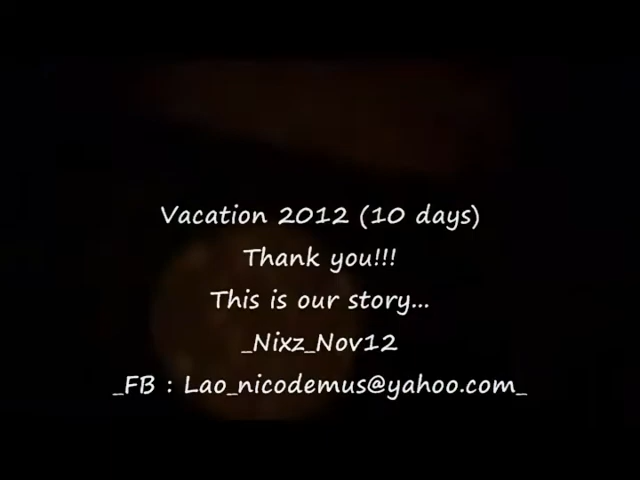 Vacation 2012 (10 days)
Thank you!!!
This is our story...
_Nixz_Nov12
_FB : Lao_nicodemus@yahoo.com_